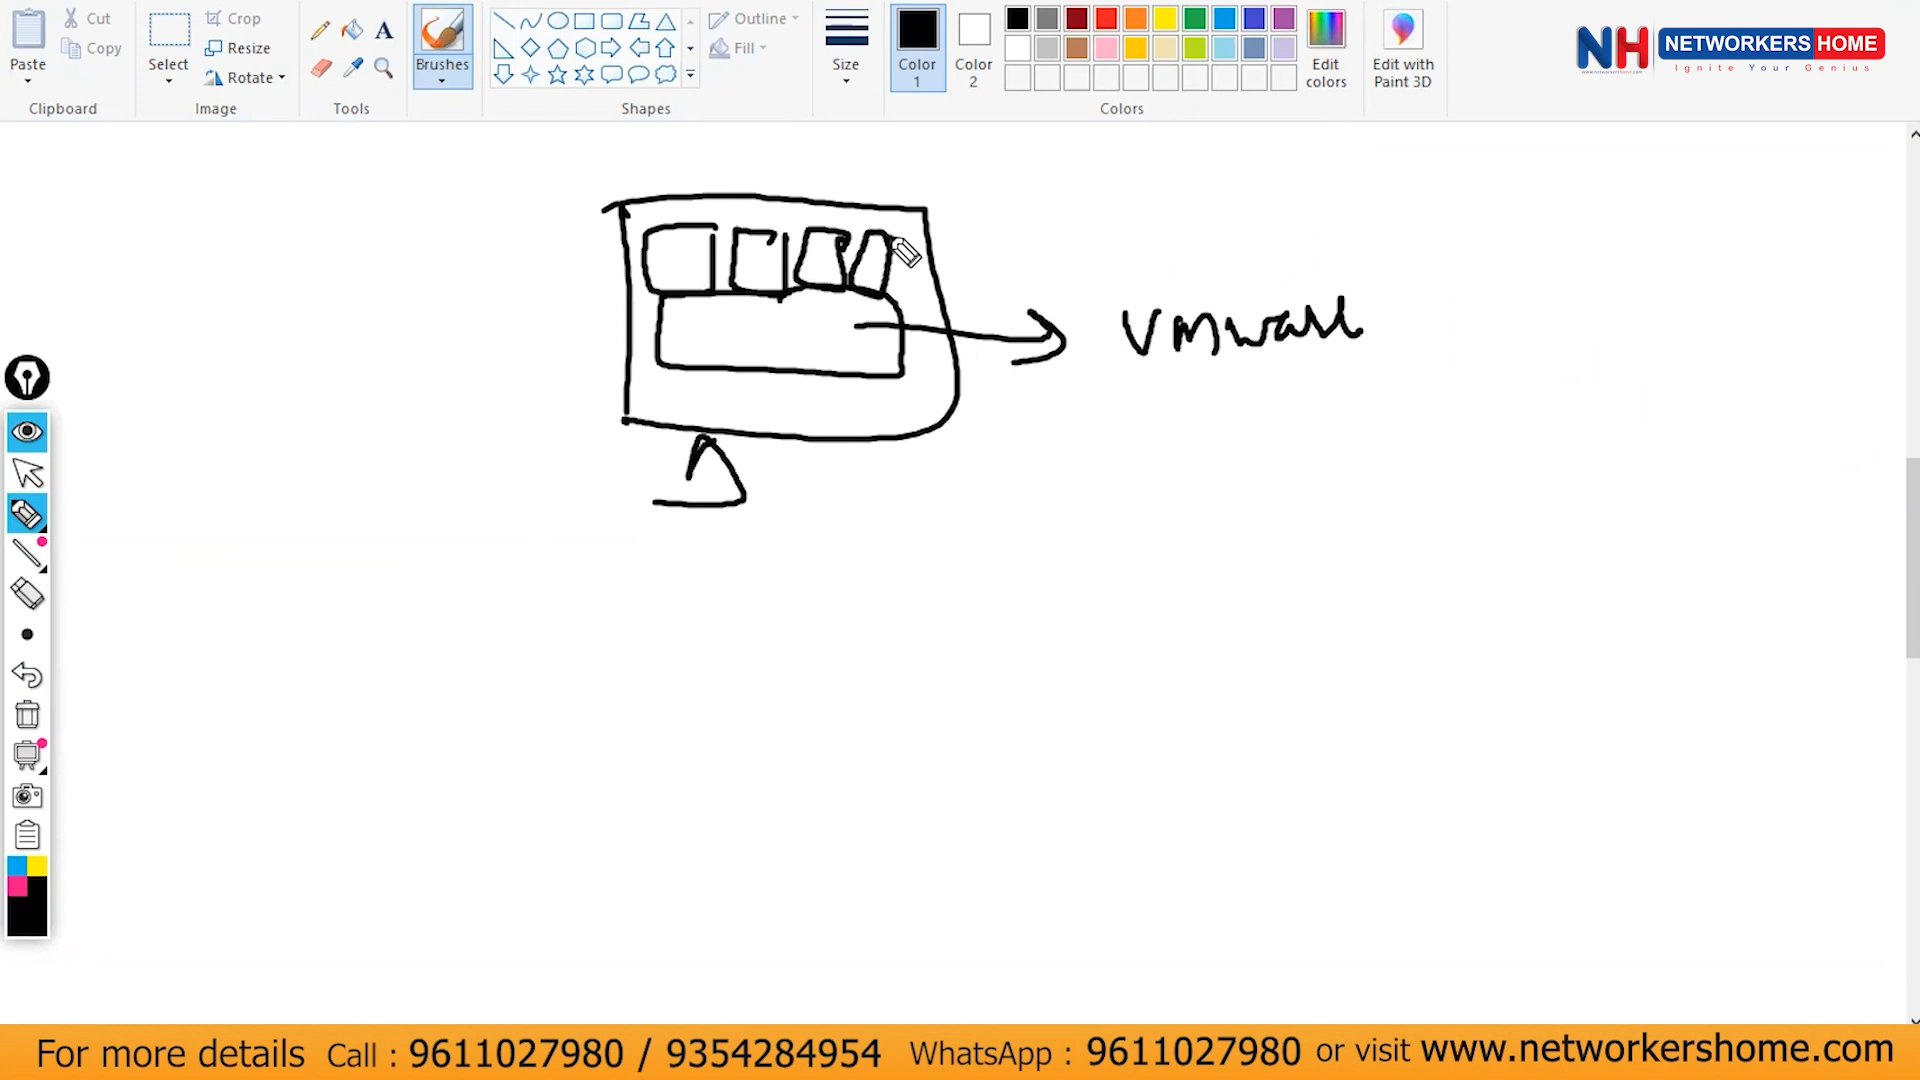 Paste
Cut
Copy
Clipboard
Select
Crop
Resize
Rotate
Image
A
Tools
Brushes
Outline
Fill
Shapes
Size
Color
1
Color
2
Edit
colors
Edit with
Paint 3D
Colors
NH
NETWORKERS HOME
Ignite Your Genius
VMware
For more details Call : 9611027980 / 9354284954 WhatsApp : 9611027980 or visit www.networkershome.com